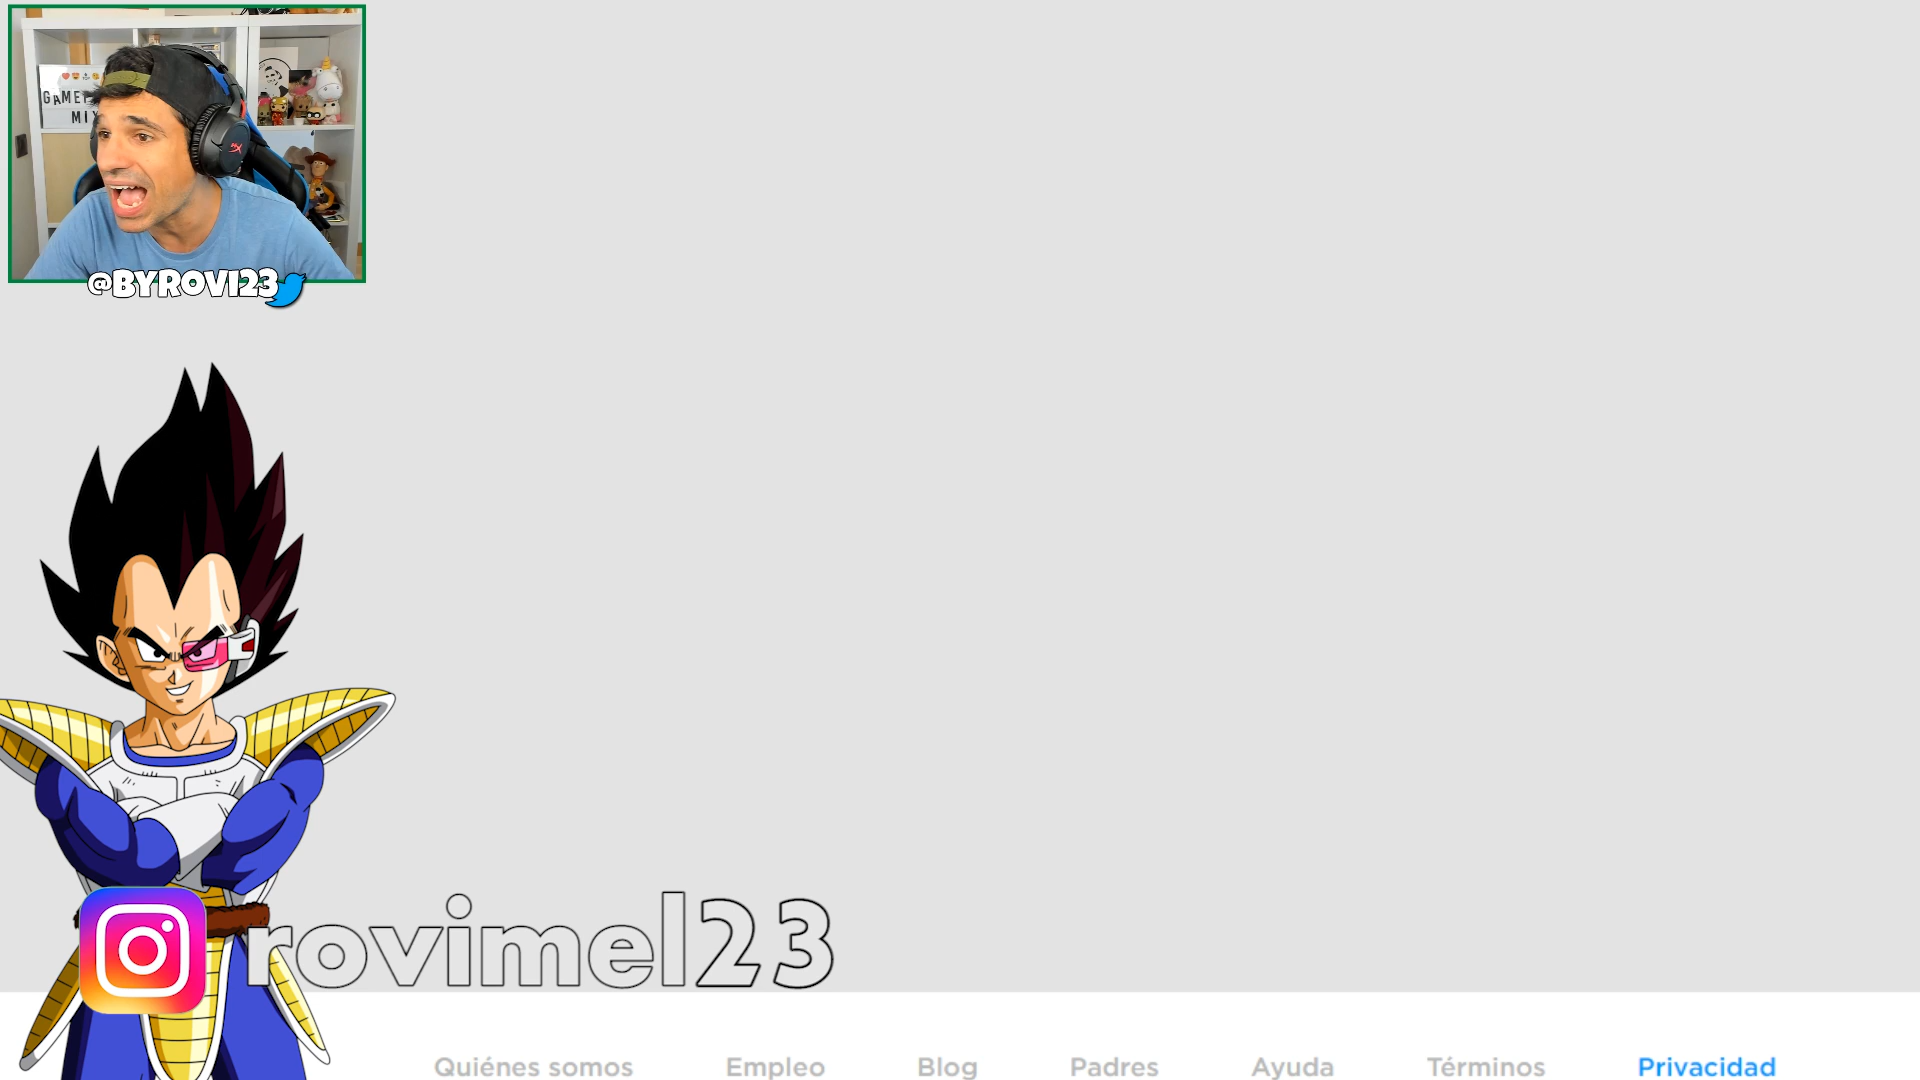 GAME
MIX
@BYROVI23
rovimel23
Quiénes somos Empleo Blog Padres Ayuda Términos Privacidad